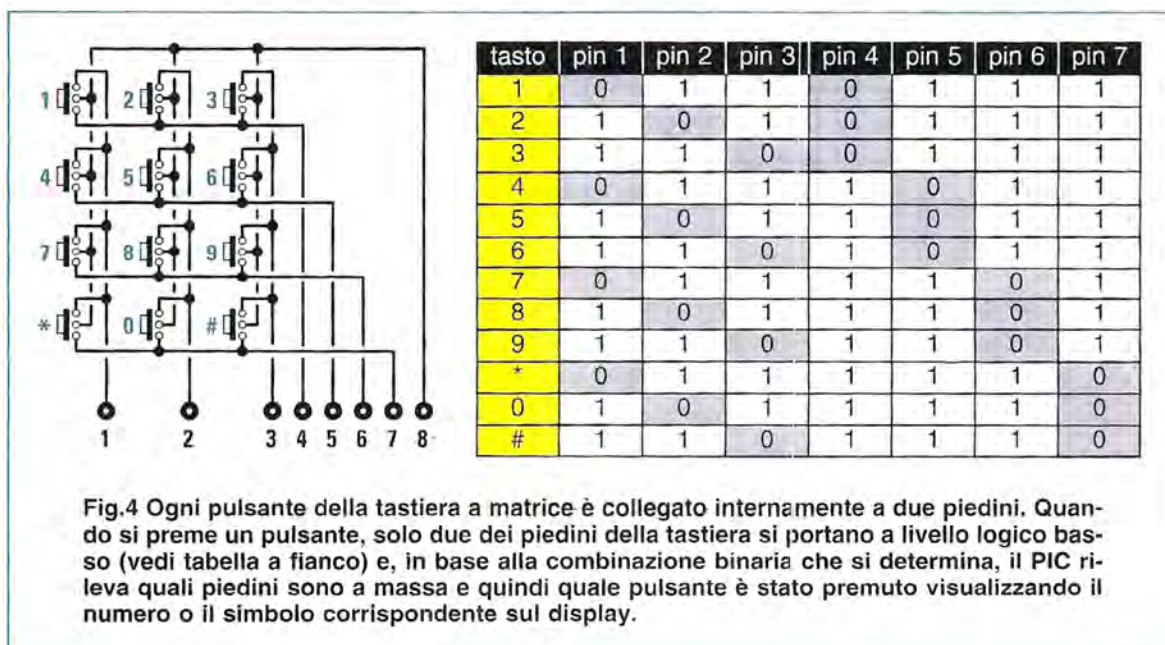 1 2 3
4 5 6
7 8 9
* 0 #
1 2 3 4 5 6 7 8
tasto pin 1 pin 2 pin 3 pin 4 pin 5 pin 6 pin 7
1 0 1 1 0 1 1 1
2 1 0 1 0 1 1 1
3 1 1 0 0 1 1 1
4 0 1 1 1 0 1 1
5 1 0 1 1 0 1 1
6 1 1 0 1 0 1 1
7 0 1 1 1 1 0 1
8 1 0 1 1 1 0 1
9 1 1 0 1 1 0 1
* 0 1 1 1 1 1 0
0 1 0 1 1 1 1 0
# 1 1 0 1 1 1 0
Fig.4 Ogni pulsante della tastiera a matrice è collegato internamente a due piedini. Quan-
do si preme un pulsante, solo due dei piedini della tastiera si portano a livello logico bas-
so (vedi tabella a fianco) e, in base alla combinazione binaria che si determina, il PIC ri-
leva quali piedini sono a massa e quindi quale pulsante è stato premuto visualizzando il
numero o il simbolo corrispondente sul display.